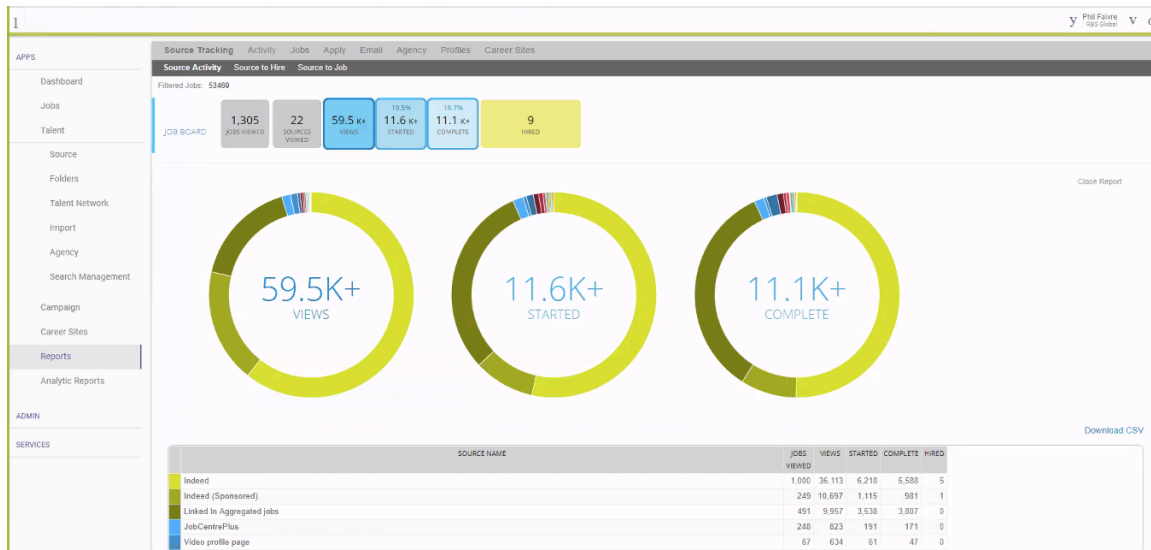 l
y Phil Faivre V
RBS Global
APPS
Dashboard
Jobs
Talent
Source
Folders
Talent Network
Import
Agency
Search Management
Campaign
Career Sites
Reports
Analytic Reports
ADMIN
SERVICES
Source Tracking Activity Jobs Apply Email Agency Profiles Career Sites
Source Activity Source to Hire Source to Job
Filtered Jobs: 53469
JOB BOARD
1,305
JOBS VIEWED
22
SOURCES
VIEWED
59.5 K+
VIEWS
19.5%
11.6 K+
STARTED
18.7%
11.1 K+
COMPLETE
9
HIRED
Close Report
59.5K+
VIEWS
11.6K+
STARTED
11.1K+
COMPLETE
Download CSV
SOURCE NAME JOBS VIEWED VIEWS STARTED COMPLETE HIRED
Indeed 1,000 36,113 6,218 5,588 5
Indeed (Sponsored) 249 10,697 1,115 981 1
Linked In Aggregated jobs 491 9,957 3,538 3,807 0
JobCentrePlus 248 823 191 171 0
Video profile page 67 634 61 47 0